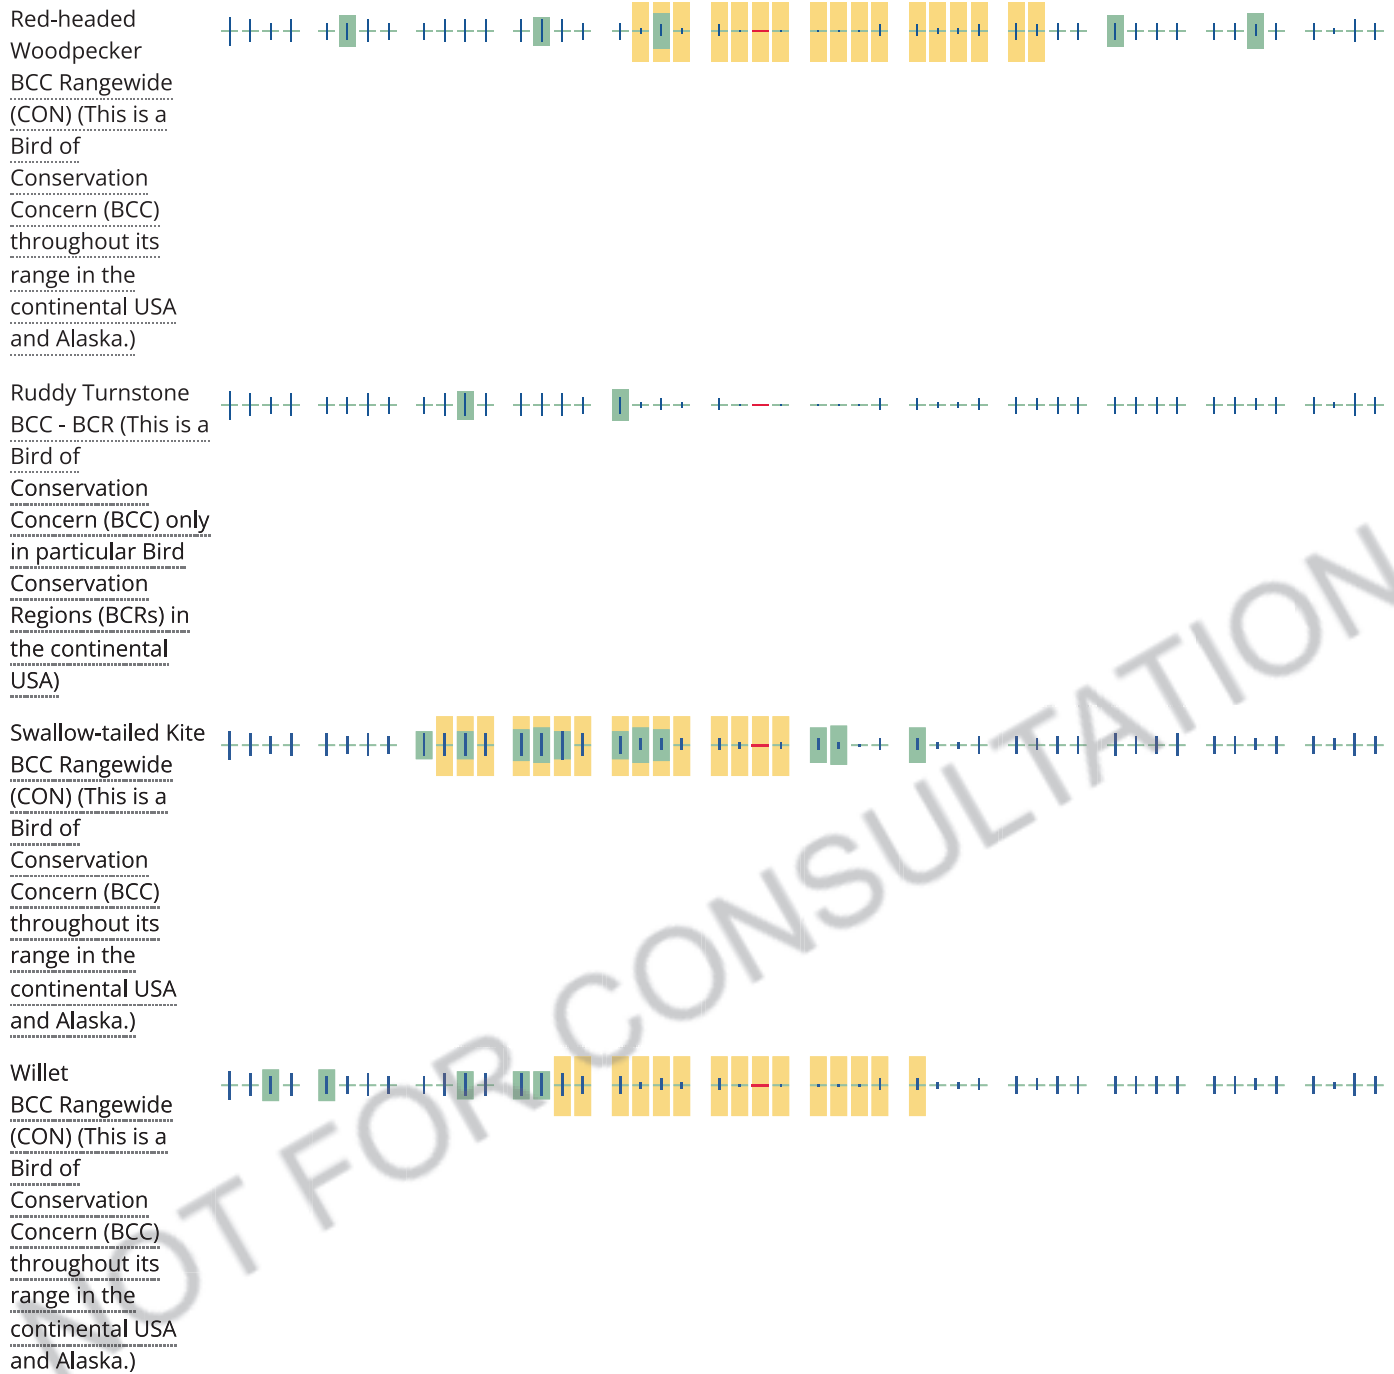 Red-headed
Woodpecker
BCC Rangewide
(CON) (This is a
Bird of
Conservation
Concern (BCC)
throughout its
range in the
continental USA
and Alaska.)
Ruddy Turnstone
BCC - BCR (This is a
Bird of
Conservation
Concern (BCC) only
in particular Bird
Conservation
Regions (BCRs) in
the continental
USA)
Swallow-tailed Kite
BCC Rangewide
(CON) (This is a
Bird of
Conservation
Concern (BCC)
throughout its
range in the
continental USA
and Alaska.)
Willet
BCC Rangewide
(CON) (This is a
Bird of
Conservation
Concern (BCC)
throughout its
range in the
continental USA
and Alaska.)
NOT FOR CONSULTATION